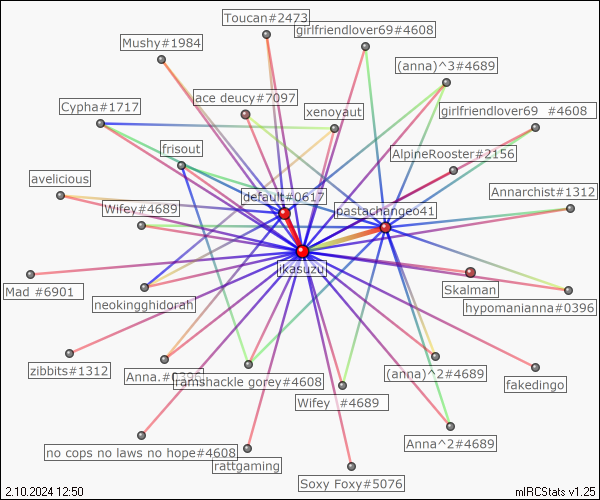 Toucan#2473
girlfriendlover69#4608
Mushy#1984
(anna)^3#4689
ace deucy#7097
Cypha#1717
xenoyaut
girlfriendlover69 #4608
frisout
AlpineRooster#2156
avelicious
default#0617
Annarchist#1312
Wifey#4689
pastachangeo41
ikasuzu
Mad #6901
neokingghidorah
Skalman
hypomanianna#0396
zibbits#1312
Anna.#0396
ramshackle gorey#4608
(anna)^2#4689
fakedingo
Wifey #4689
no cops no laws no hope#4608
Anna^2#4689
rattgaming
Soxy Foxy#5076
2.10.2024 12:50
mIRCStats v1.25